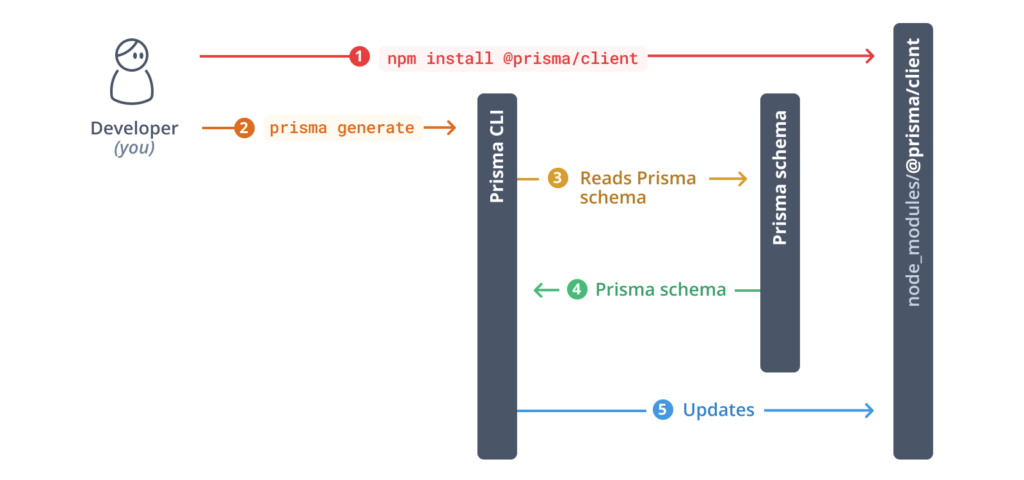 1 npm install @prisma/client
Developer
(you)
2 prisma generate
Prisma CLI
3 Reads Prisma
schema
Prisma schema
4 Prisma schema
5 Updates
node_modules/@prisma/client